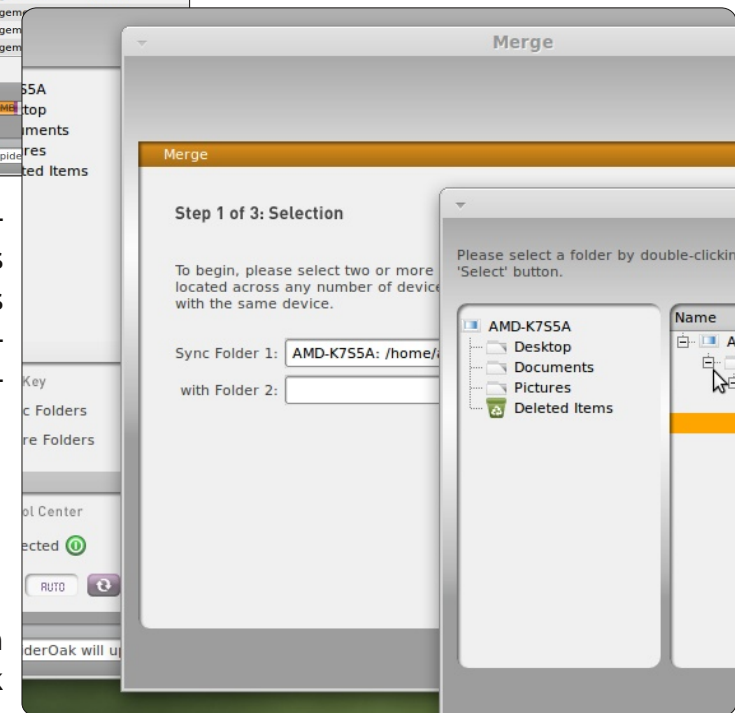 Merge
Merge
Step 1 of 3: Selection
To begin, please select two or more
located across any number of device
with the same device.
Sync Folder 1: AMD-K7S5A: /home/a
with Folder 2:
Please select a folder by double-clickin
'Select' button.
AMD-K7S5A
Desktop
Documents
Pictures
Deleted Items
Name
A
S5A
top
uments
res
ted Items
Key
c Folders
re Folders
ol Center
ected
AUTO
derOak will up